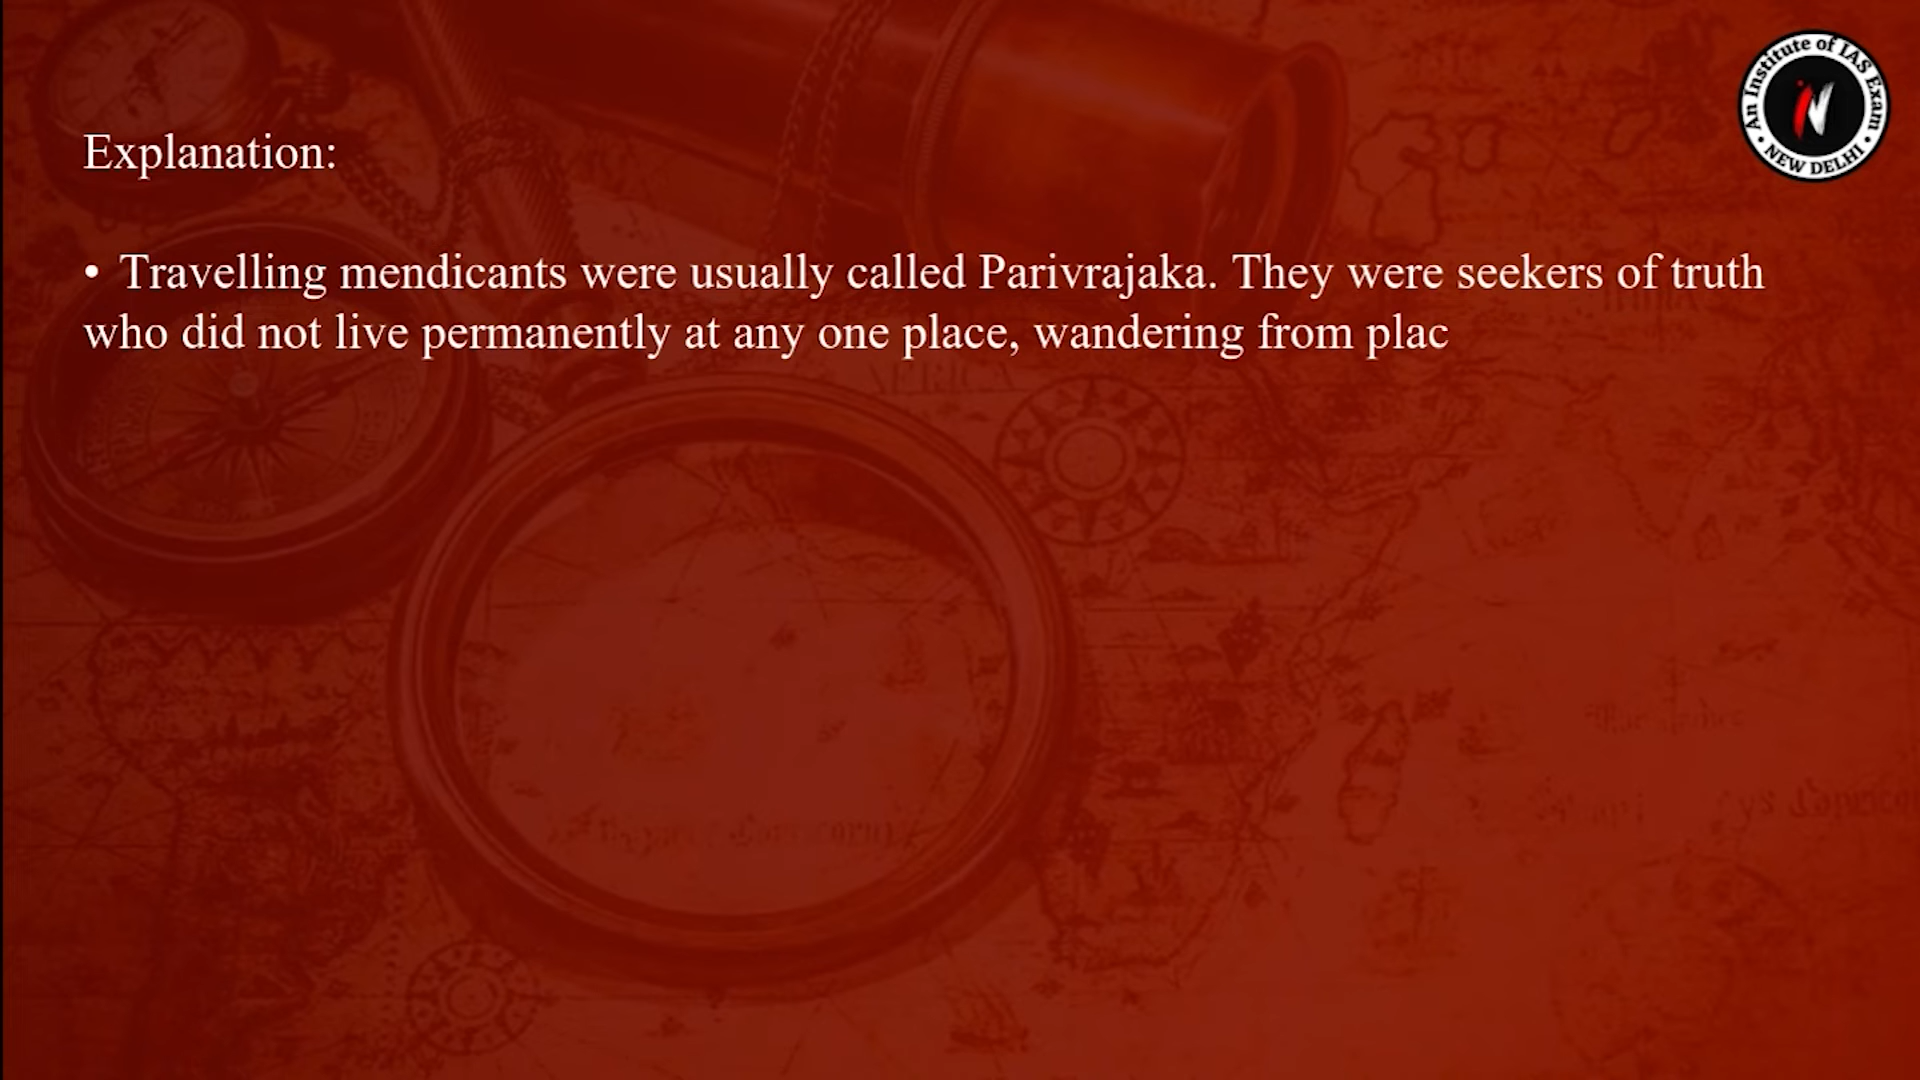 An Institute of IAS Exam
• NEW DELHI •
Explanation:
• Travelling mendicants were usually called Parivrajaka. They were seekers of truth
who did not live permanently at any one place, wandering from plac
AFRICA